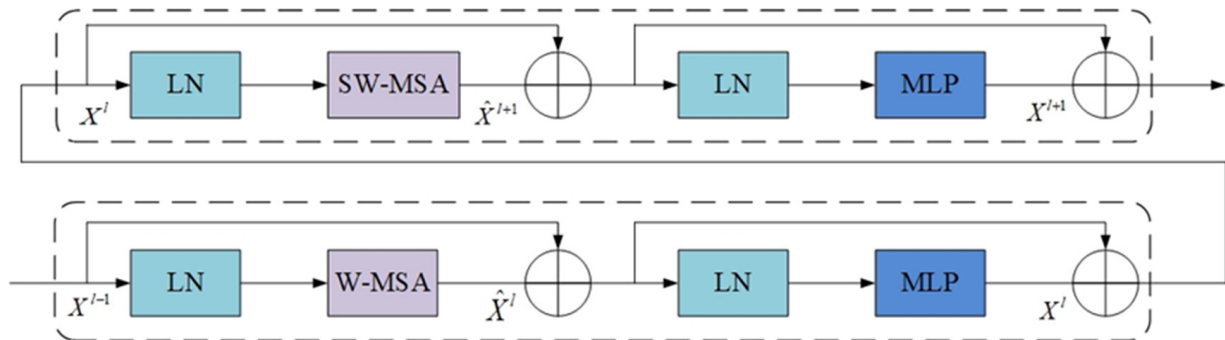 LN SW-MSA LN MLP
X^l X̂^{l+1} X^{l+1}
LN W-MSA LN MLP
X^{l-1} X̂^l X^l